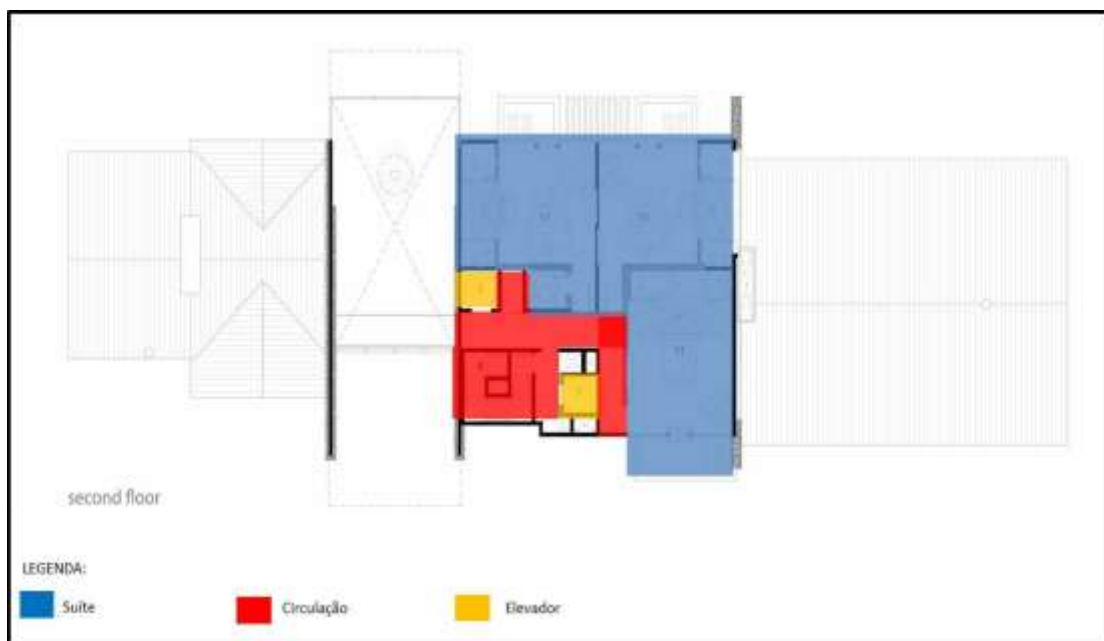 second floor
LEGENDA:
Suíte
Circulação
Elevador